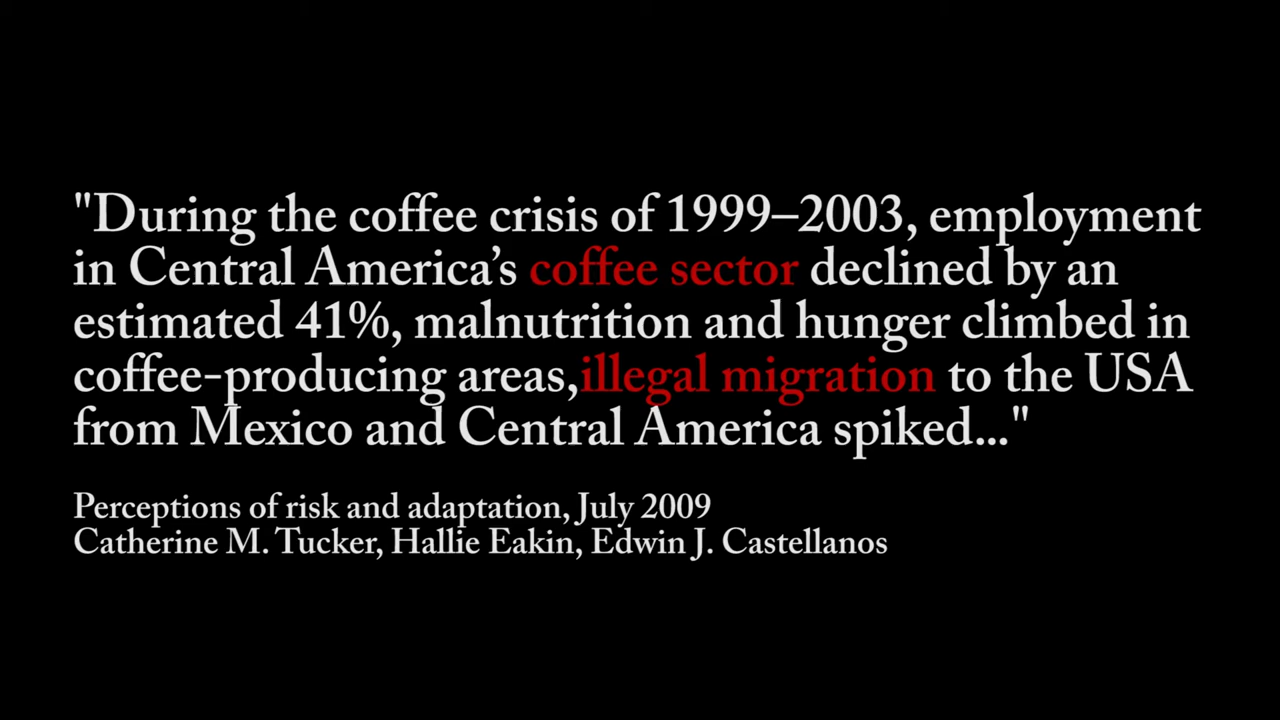 "During the coffee crisis of 1999–2003, employment
in Central America’s coffee sector declined by an
estimated 41%, malnutrition and hunger climbed in
coffee-producing areas,illegal migration to the USA
from Mexico and Central America spiked..."
Perceptions of risk and adaptation, July 2009
Catherine M. Tucker, Hallie Eakin, Edwin J. Castellanos